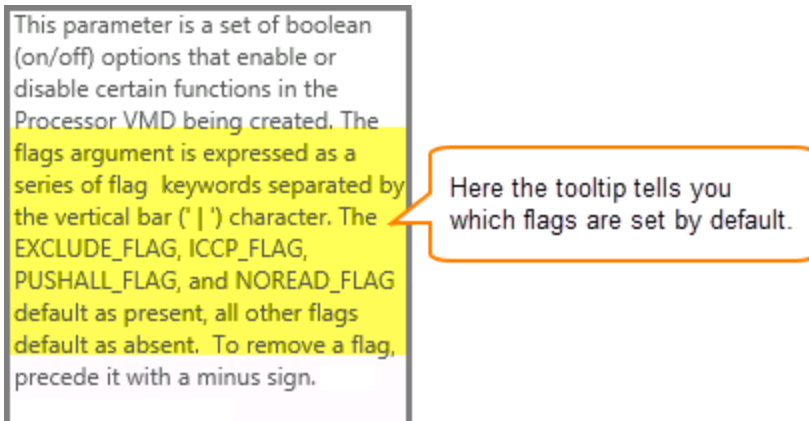 This parameter is a set of boolean
(on/off) options that enable or
disable certain functions in the
Processor VMD being created. The
flags argument is expressed as a
series of flag  keywords separated by
the vertical bar (' | ') character. The
EXCLUDE_FLAG, ICCP_FLAG,
PUSHALL_FLAG, and NOREAD_FLAG
default as present, all other flags
default as absent.  To remove a flag,
precede it with a minus sign.
Here the tooltip tells you
which flags are set by default.